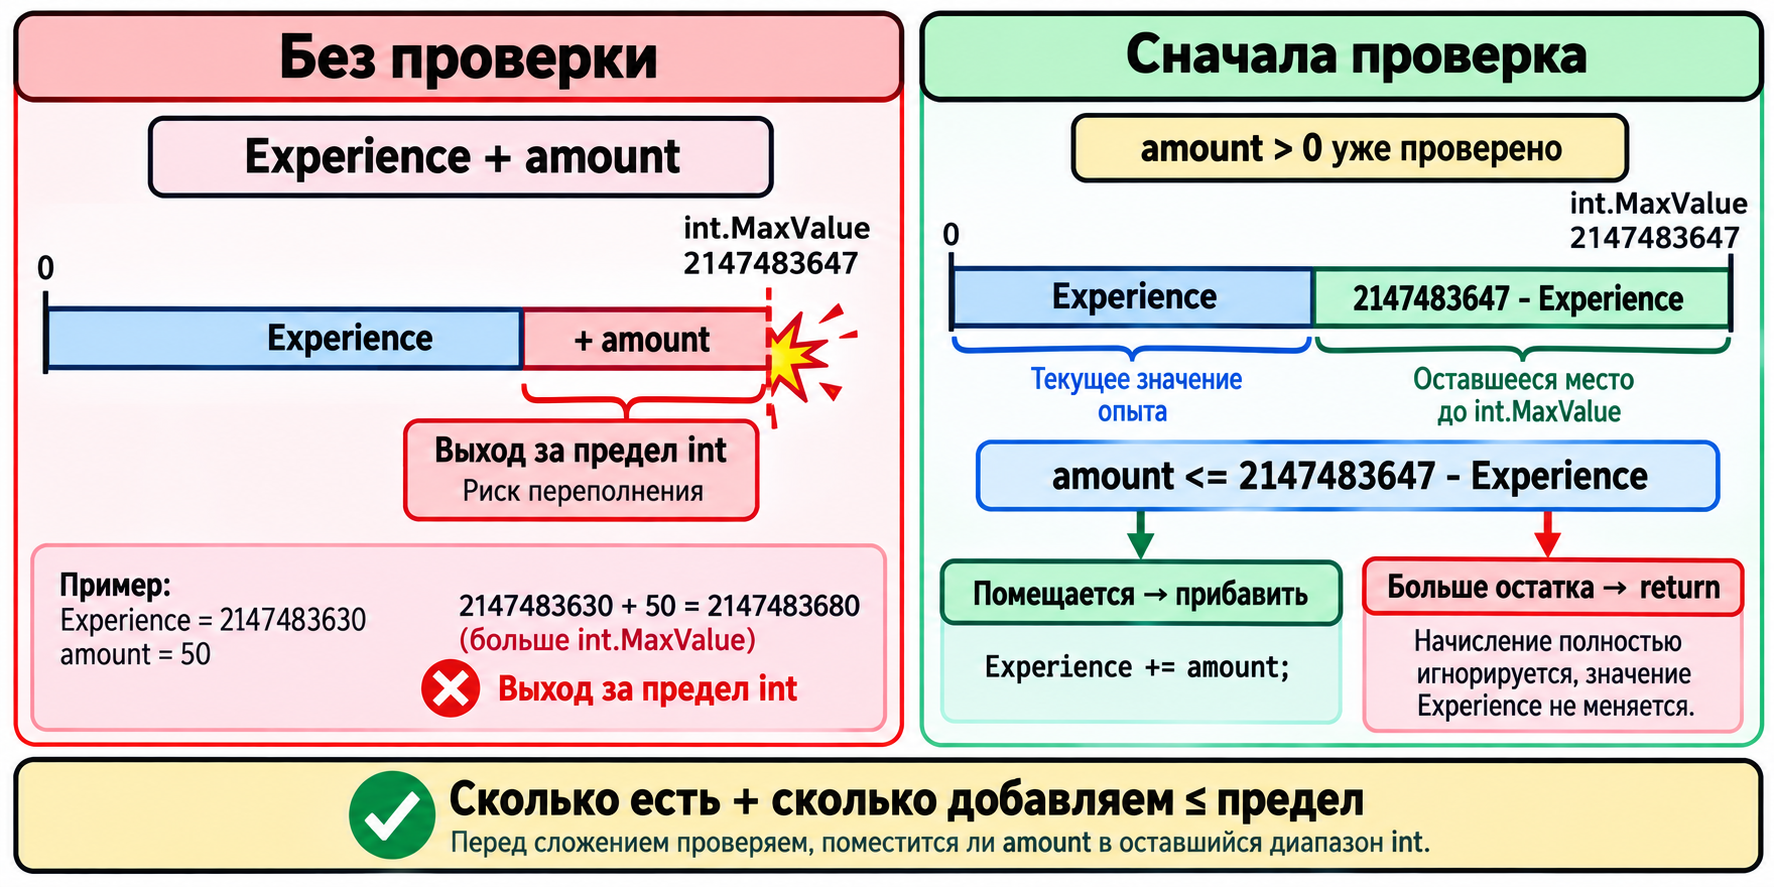 Без проверки
Experience + amount
int.MaxValue
2147483647
0
Experience
+ amount
Выход за предел int
Риск переполнения
Пример:
Experience = 2147483630
amount = 50
2147483630 + 50 = 2147483680
(больше int.MaxValue)
Выход за предел int
Сначала проверка
amount > 0 уже проверено
int.MaxValue
2147483647
0
Experience
2147483647 - Experience
Текущее значение
опыта
Оставшееся место
до int.MaxValue
amount <= 2147483647 - Experience
Помещается → прибавить
Experience += amount;
Больше остатка → return
Начисление полностью
игнорируется, значение
Experience не меняется.
Сколько есть + сколько добавляем ≤ предел
Перед сложением проверяем, поместится ли amount в оставшийся диапазон int.